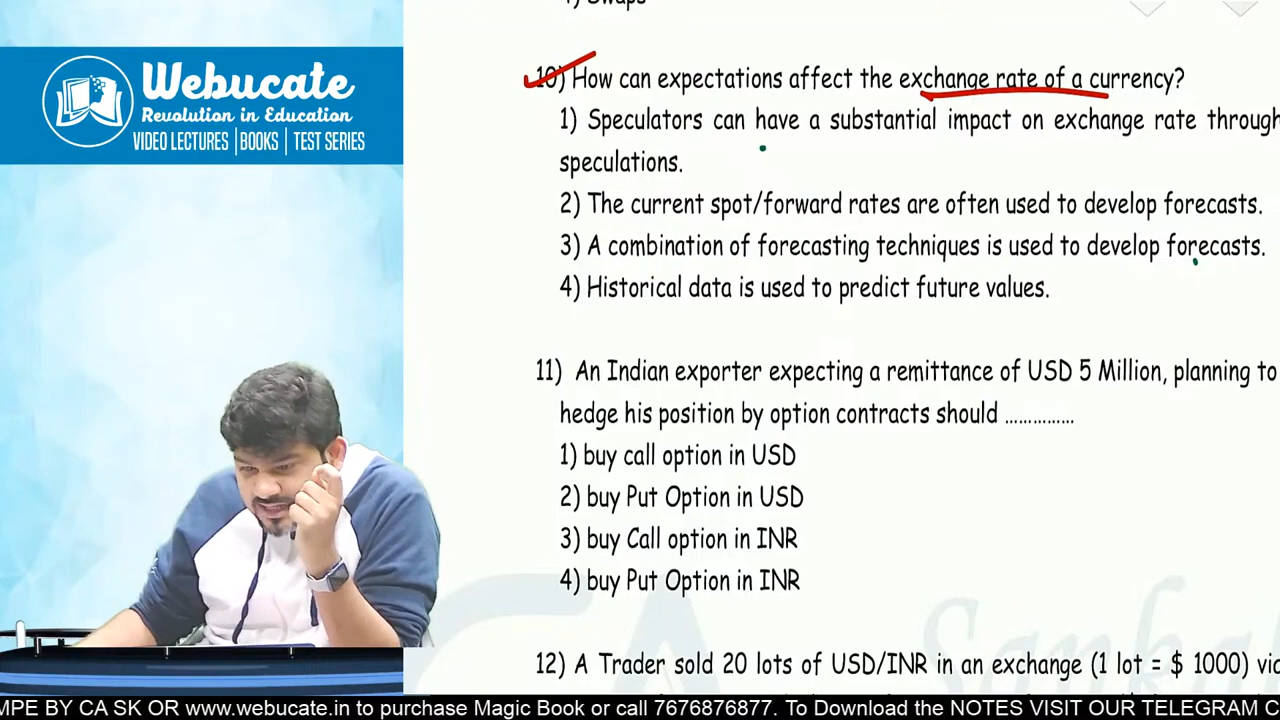 4) Swaps
Webucate
Revolution in Education
VIDEO LECTURES | BOOKS | TEST SERIES
10) How can expectations affect the exchange rate of a currency?
1) Speculators can have a substantial impact on exchange rate through
speculations.
2) The current spot/forward rates are often used to develop forecasts.
3) A combination of forecasting techniques is used to develop forecasts.
4) Historical data is used to predict future values.
11) An Indian exporter expecting a remittance of USD 5 Million, planning to
hedge his position by option contracts should ..............
1) buy call option in USD
2) buy Put Option in USD
3) buy Call option in INR
4) buy Put Option in INR
12) A Trader sold 20 lots of USD/INR in an exchange (1 lot = $ 1000) via
MPE BY CA SK OR www.webucate.in to purchase Magic Book or call 7676876877. To Download the NOTES VISIT OUR TELEGRAM C